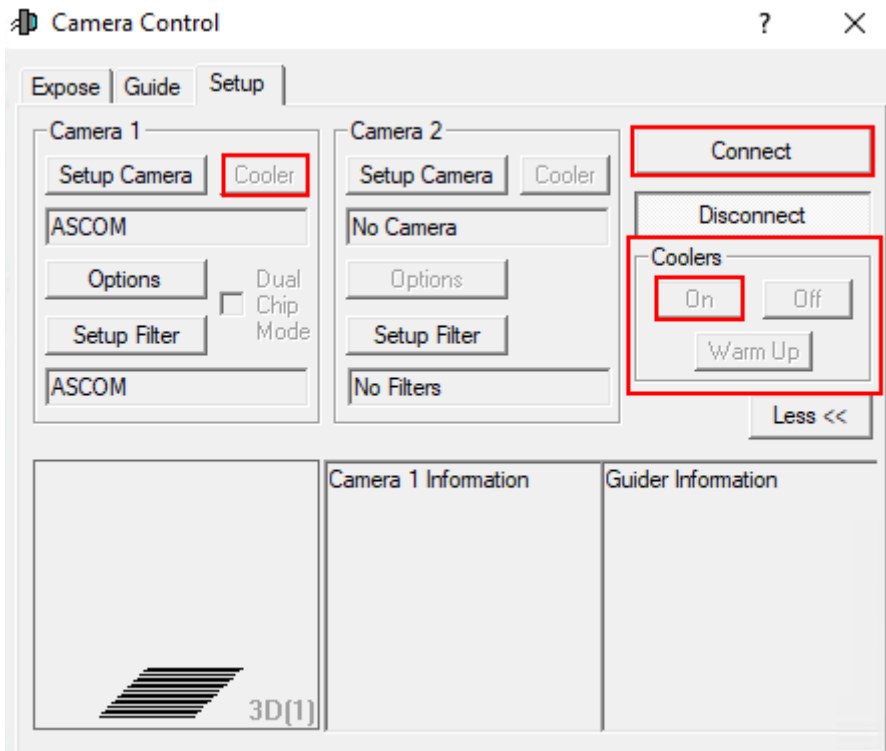 Camera Control
?
Expose Guide Setup
Camera 1
Setup Camera Cooler
ASCOM
Options
Dual
Chip
Mode
Setup Filter
ASCOM
Camera 2
Setup Camera Cooler
No Camera
Options
Setup Filter
No Filters
Connect
Disconnect
Coolers
On Off
Warm Up
Less <<
3D(1)
Camera 1 Information
Guider Information